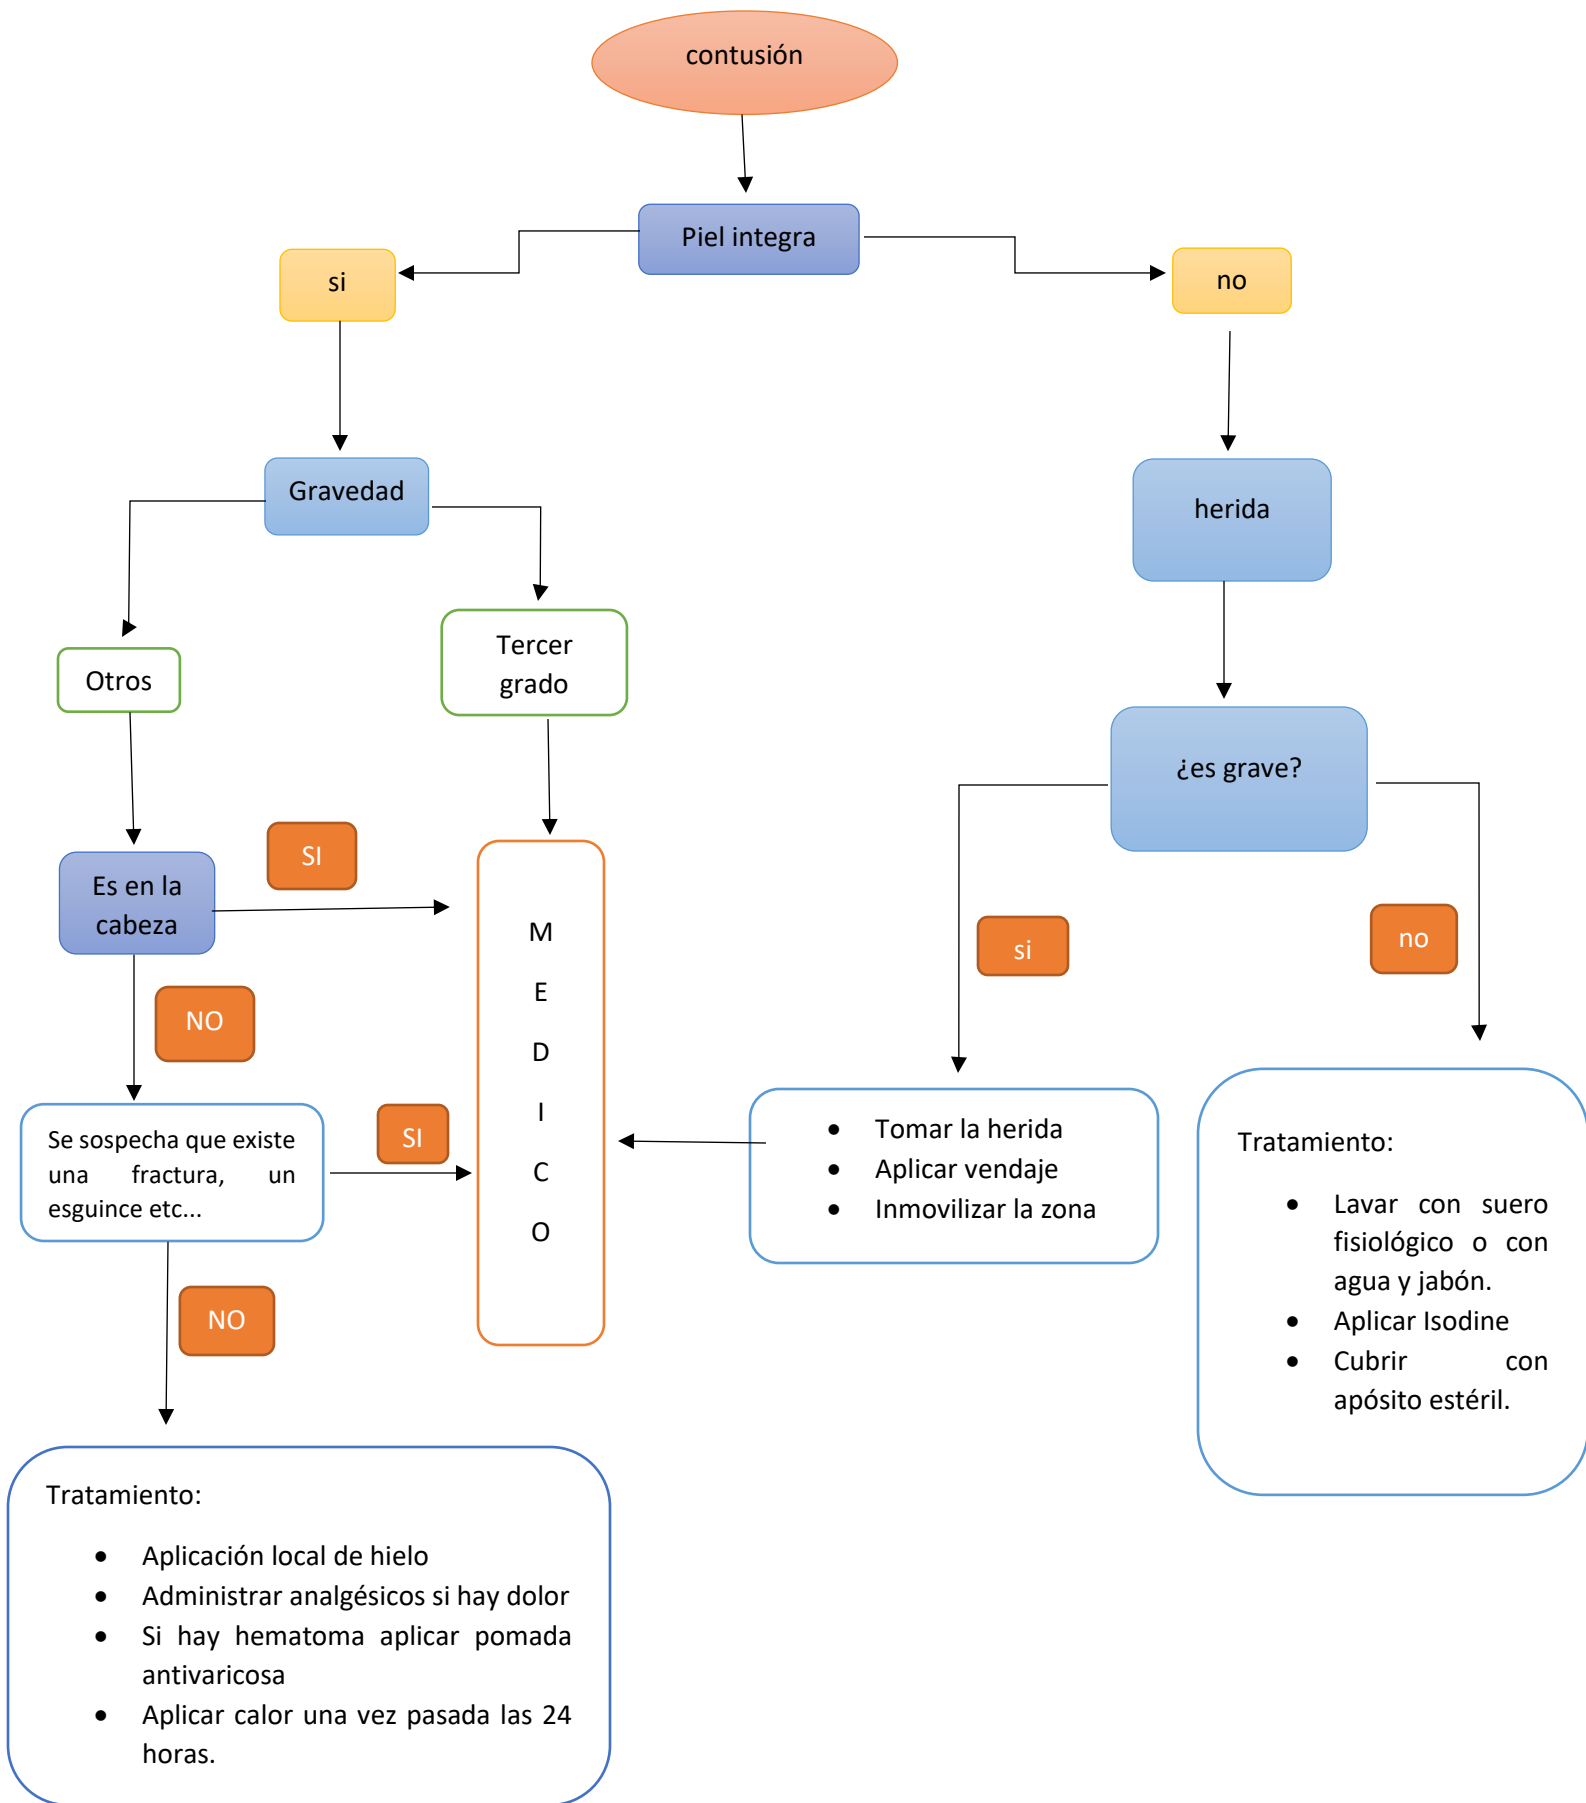 contusión
Piel integra
si
no
Gravedad
herida
Otros
Tercer
grado
¿es grave?
SI
Es en la
cabeza
NO
M
E
D
I
C
O
si
no
Se sospecha que existe
una fractura, un
esguince etc...
SI
NO
• Tomar la herida
• Aplicar vendaje
• Inmovilizar la zona
Tratamiento:
• Lavar con suero
fisiológico o con
agua y jabón.
• Aplicar Isodine
• Cubrir con
apósito estéril.
Tratamiento:
• Aplicación local de hielo
• Administrar analgésicos si hay dolor
• Si hay hematoma aplicar pomada
antivaricosa
• Aplicar calor una vez pasada las 24
horas.